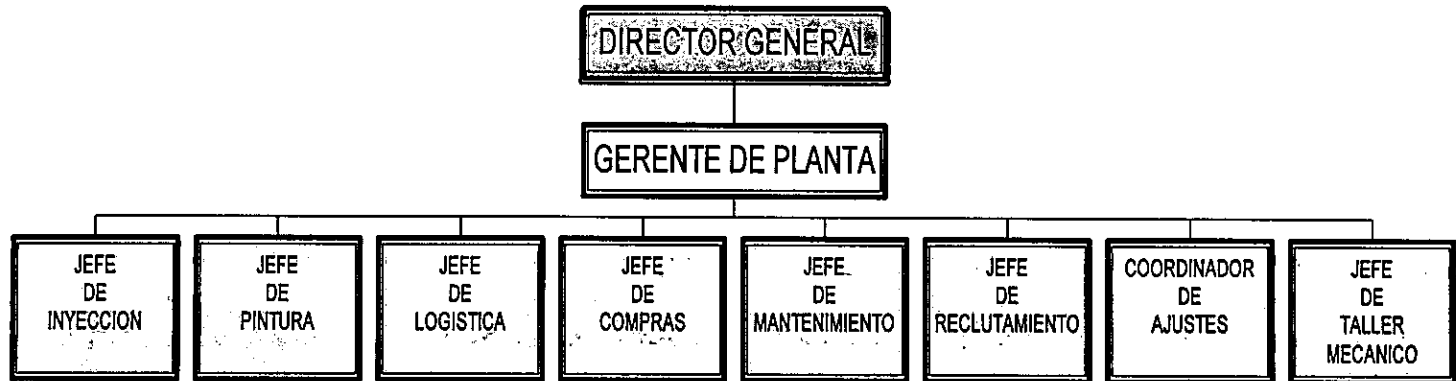 DIRECTOR GENERAL
GERENTE DE PLANTA
JEFE
DE
INYECCION
JEFE
DE
PINTURA
JEFE
DE
LOGISTICA
JEFE
DE
COMPRAS
JEFE
DE
MANTENIMIENTO
JEFE
DE
RECLUTAMIENTO
COORDINADOR
DE
AJUSTES
JEFE
DE
TALLER
MECANICO